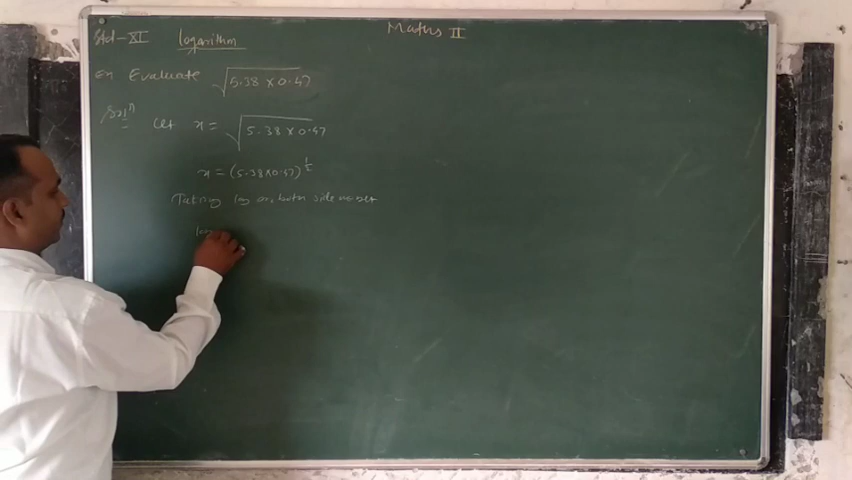 Std-XI logarithm Maths II
Ex Evaluate √5.38 × 0.47
Solⁿ Let x = √5.38 × 0.47
x = (5.38×0.47)^½
Taking log on both side we get
log